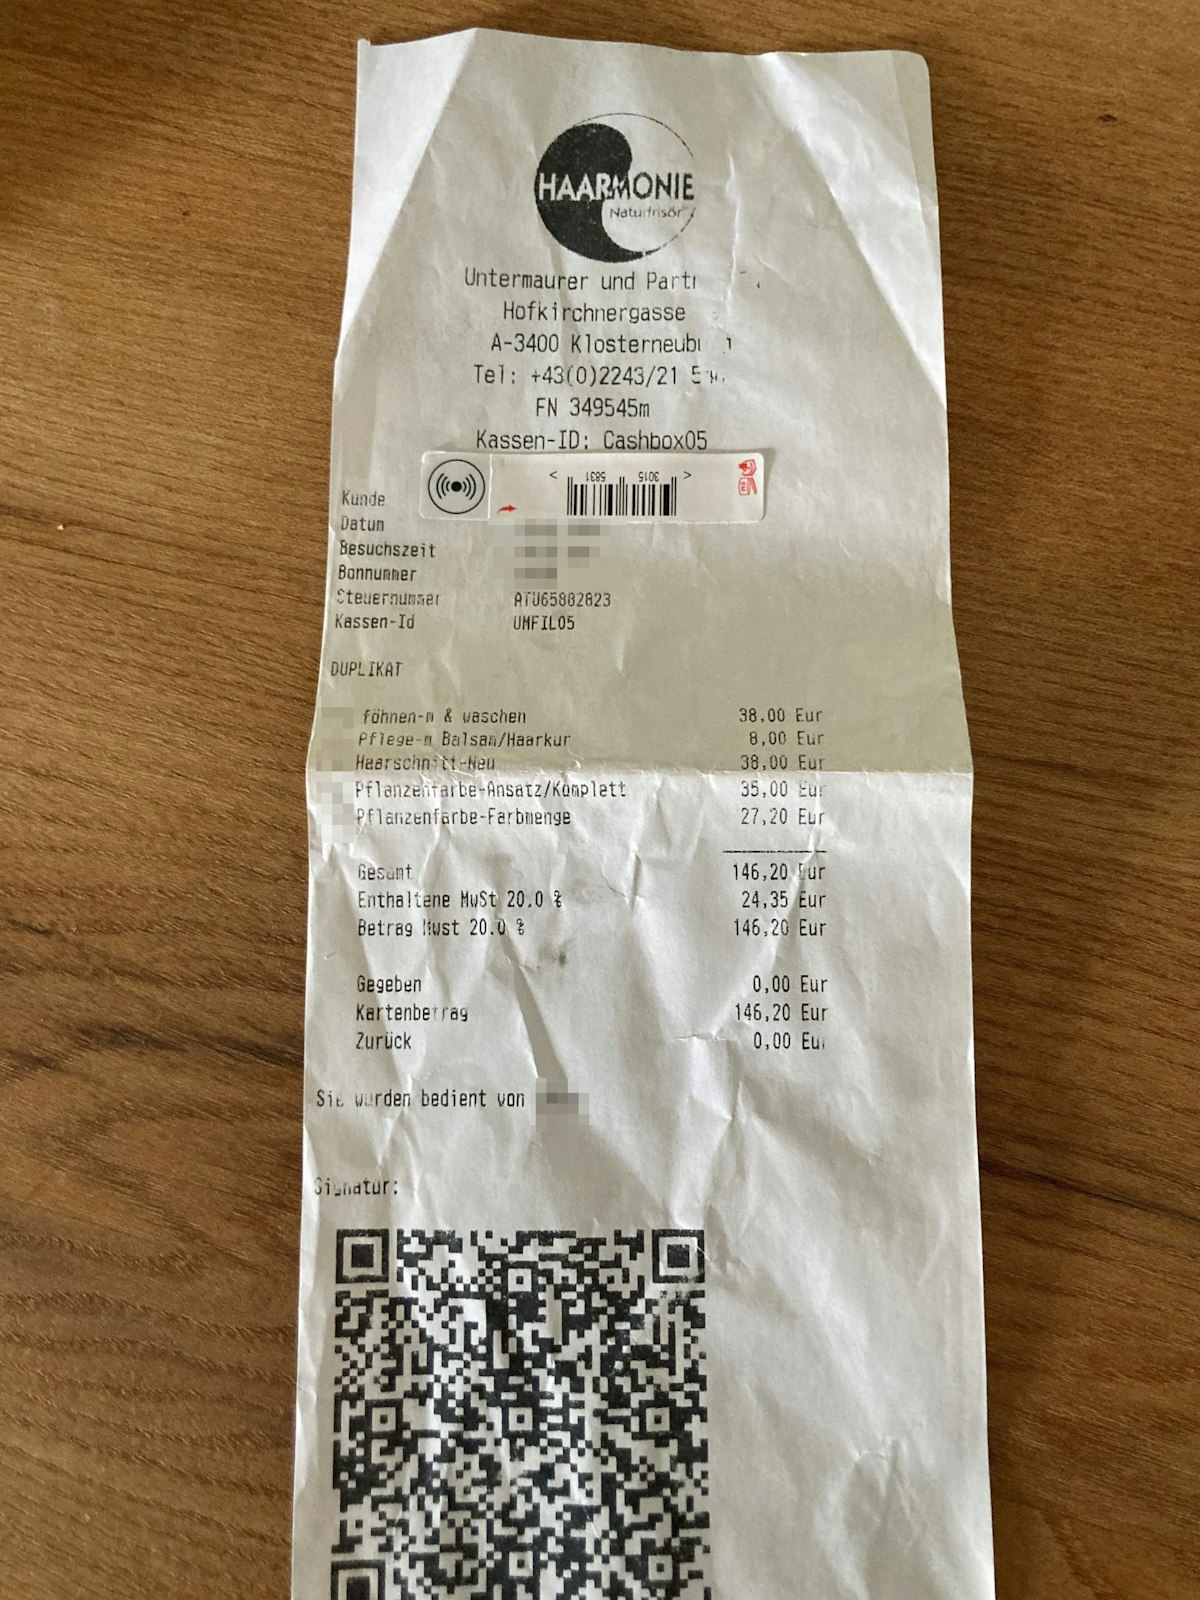 HAARMONIE
Naturfrisör
Untermaurer und
Hofkirchnergasse
A-3400
Tel: +43(0)2243/21
FN 349545m
Kassen-ID: Cashbox05
< 3015 5831 >
Kunde
Datum
Besuchszeit
Bonnummer
Steuernummer ATU65882823
Kassen-Id UMFIL05
DUPLIKAT
föhnen-m & waschen 38,00 Eur
Pflege-m Balsam/Haarkur 8,00 Eur
Haarschnitt-Neu 38,00 Eur
Pflanzenfarbe-Ansatz/Komplett 35,00 Eur
Pflanzenfarbe-Farbmenge 27,20 Eur
Gesamt 146,20 Eur
Enthaltene MwSt 20.0 % 24,35 Eur
Betrag Mwst 20.0 % 146,20 Eur
Gegeben 0,00 Eur
Kartenbetrag 146,20 Eur
Zurück 0,00 Eur
Sie wurden bedient von
Signatur: